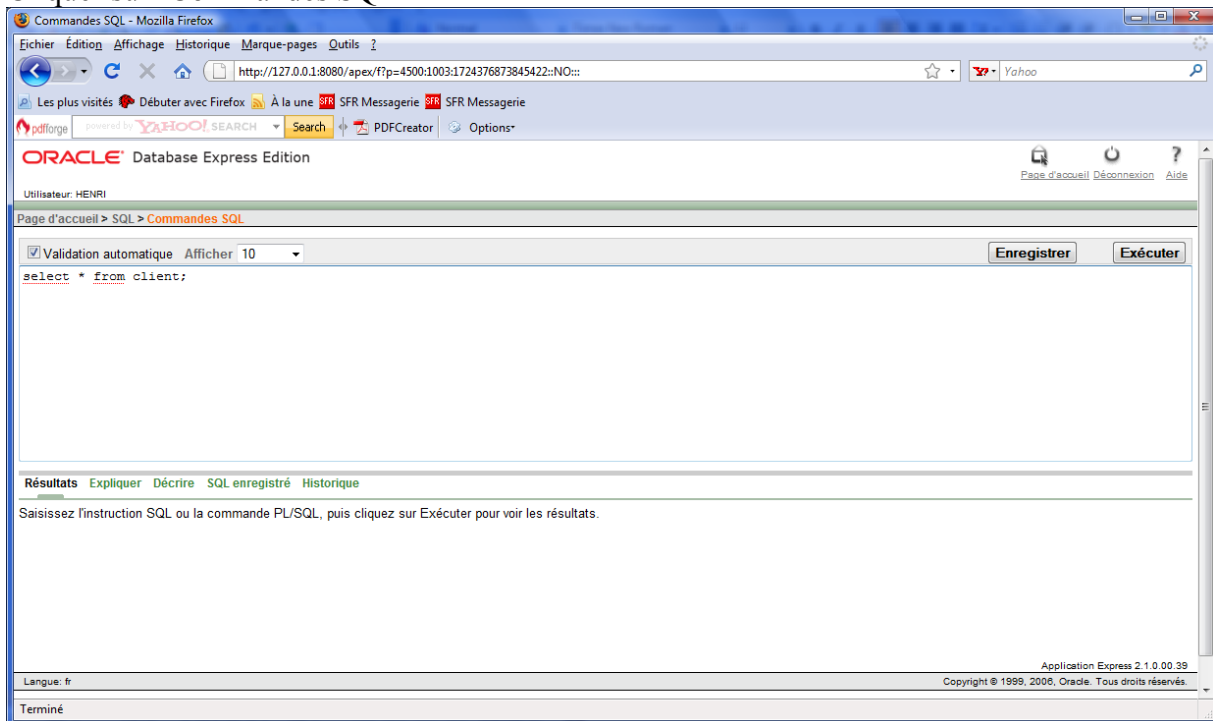 Commandes SQL - Mozilla Firefox
Fichier Édition Affichage Historique Marque-pages Outils ?
http://127.0.0.1:8080/apex/f?p=4500:1003:1724376873845422::NO:::
Yahoo
Les plus visités Débuter avec Firefox À la une SFR SFR Messagerie SFR SFR Messagerie
pdfforge powered by YAHOO! SEARCH Search PDFCreator Options
ORACLE Database Express Edition
Page d'accueil Déconnexion ? Aide
Utilisateur: HENRI
Page d'accueil > SQL > Commandes SQL
Validation automatique Afficher 10 Enregistrer Exécuter
select * from client;
Résultats Expliquer Décrire SQL enregistré Historique
Saisissez l'instruction SQL ou la commande PL/SQL, puis cliquez sur Exécuter pour voir les résultats.
Application Express 2.1.0.00.39
Langue: fr Copyright © 1999, 2006, Oracle. Tous droits réservés.
Terminé